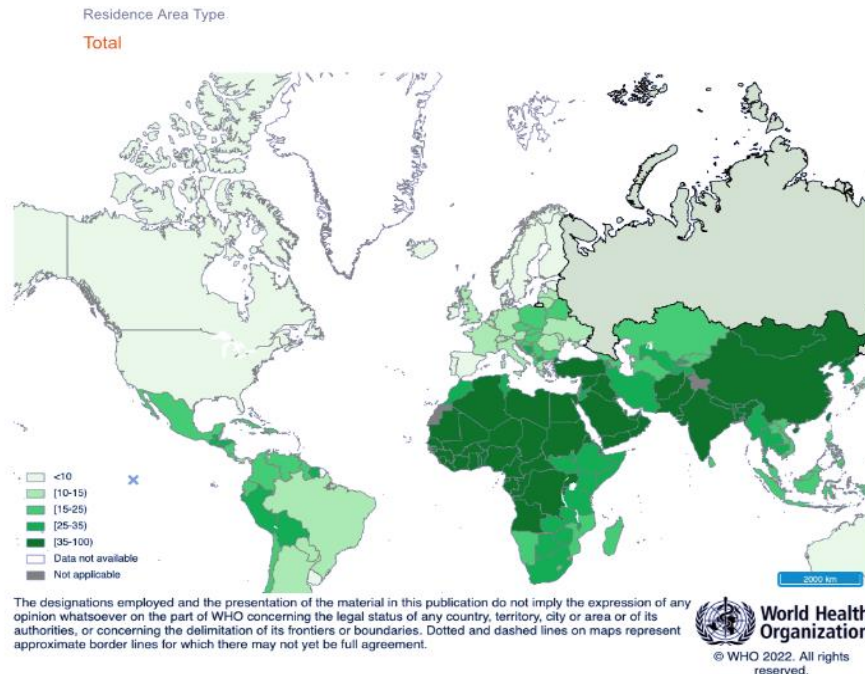 Residence Area Type
Total
<10
[10-15)
[15-25)
[25-35)
[35-100)
Data not available
Not applicable
2000 km
The designations employed and the presentation of the material in this publication do not imply the expression of any
opinion whatsoever on the part of WHO concerning the legal status of any country, territory, city or area or of its
authorities, or concerning the delimitation of its frontiers or boundaries. Dotted and dashed lines on maps represent
approximate border lines for which there may not yet be full agreement.
World Health
Organization
© WHO 2022. All rights
reserved.